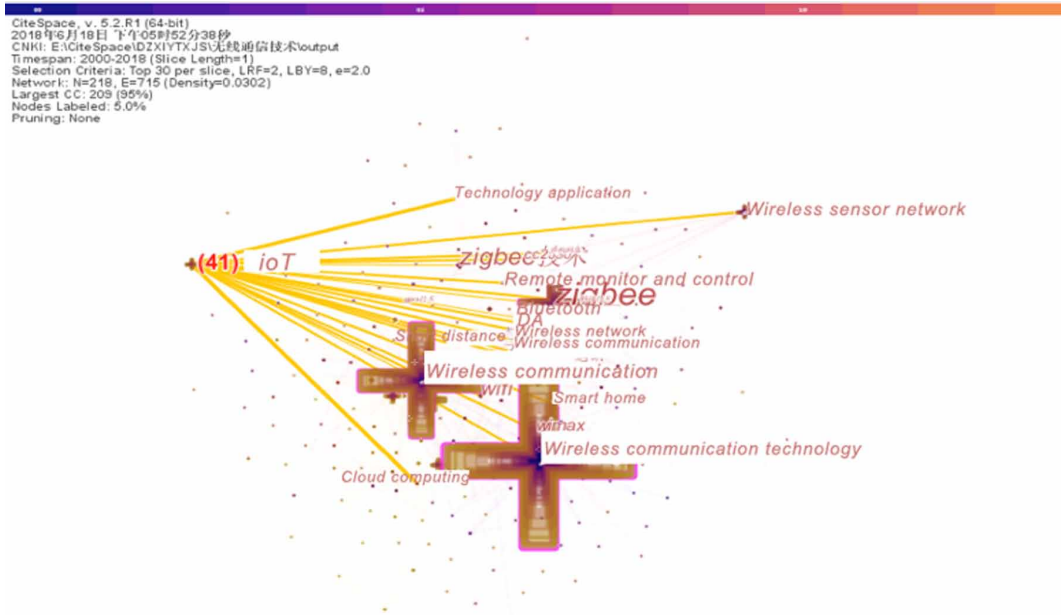 CiteSpace, v. 5.2.R1 (64-bit)
2018年6月18日 下午05时52分38秒
CNKI: E:\CiteSpace\DZXIYTXJS\无线通信技术\output
Timespan: 2000-2018 (Slice Length=1)
Selection Criteria: Top 30 per slice, LRF=2, LBY=8, e=2.0
Network: N=218, E=715 (Density=0.0302)
Largest CC: 209 (95%)
Nodes Labeled: 5.0%
Pruning: None
Technology application
Wireless sensor network
(41) ioT
zigbee技术
Remote monitor and control
zigbee
Bluetooth
DA
Wireless network
distance
Wireless communication
Wireless communication
WIFI
Smart home
wimax
Wireless communication technology
Cloud computing